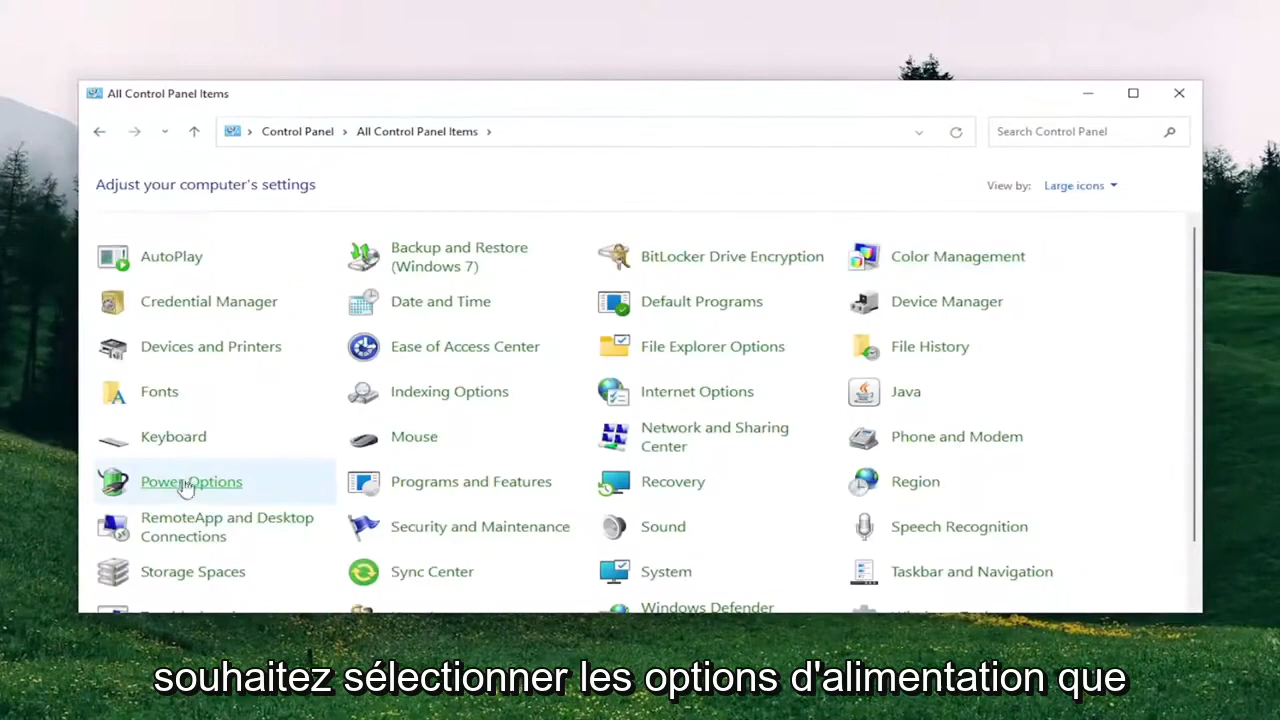 All Control Panel Items
Control Panel > All Control Panel Items >
Search Control Panel
Adjust your computer's settings
View by: Large icons
AutoPlay
Backup and Restore
(Windows 7)
BitLocker Drive Encryption
Color Management
Credential Manager
Date and Time
Default Programs
Device Manager
Devices and Printers
Ease of Access Center
File Explorer Options
File History
Fonts
Indexing Options
Internet Options
Java
Keyboard
Mouse
Network and Sharing
Center
Phone and Modem
Power Options
Programs and Features
Recovery
Region
RemoteApp and Desktop
Connections
Security and Maintenance
Sound
Speech Recognition
Storage Spaces
Sync Center
System
Taskbar and Navigation
Windows Defender
souhaitez sélectionner les options d'alimentation que